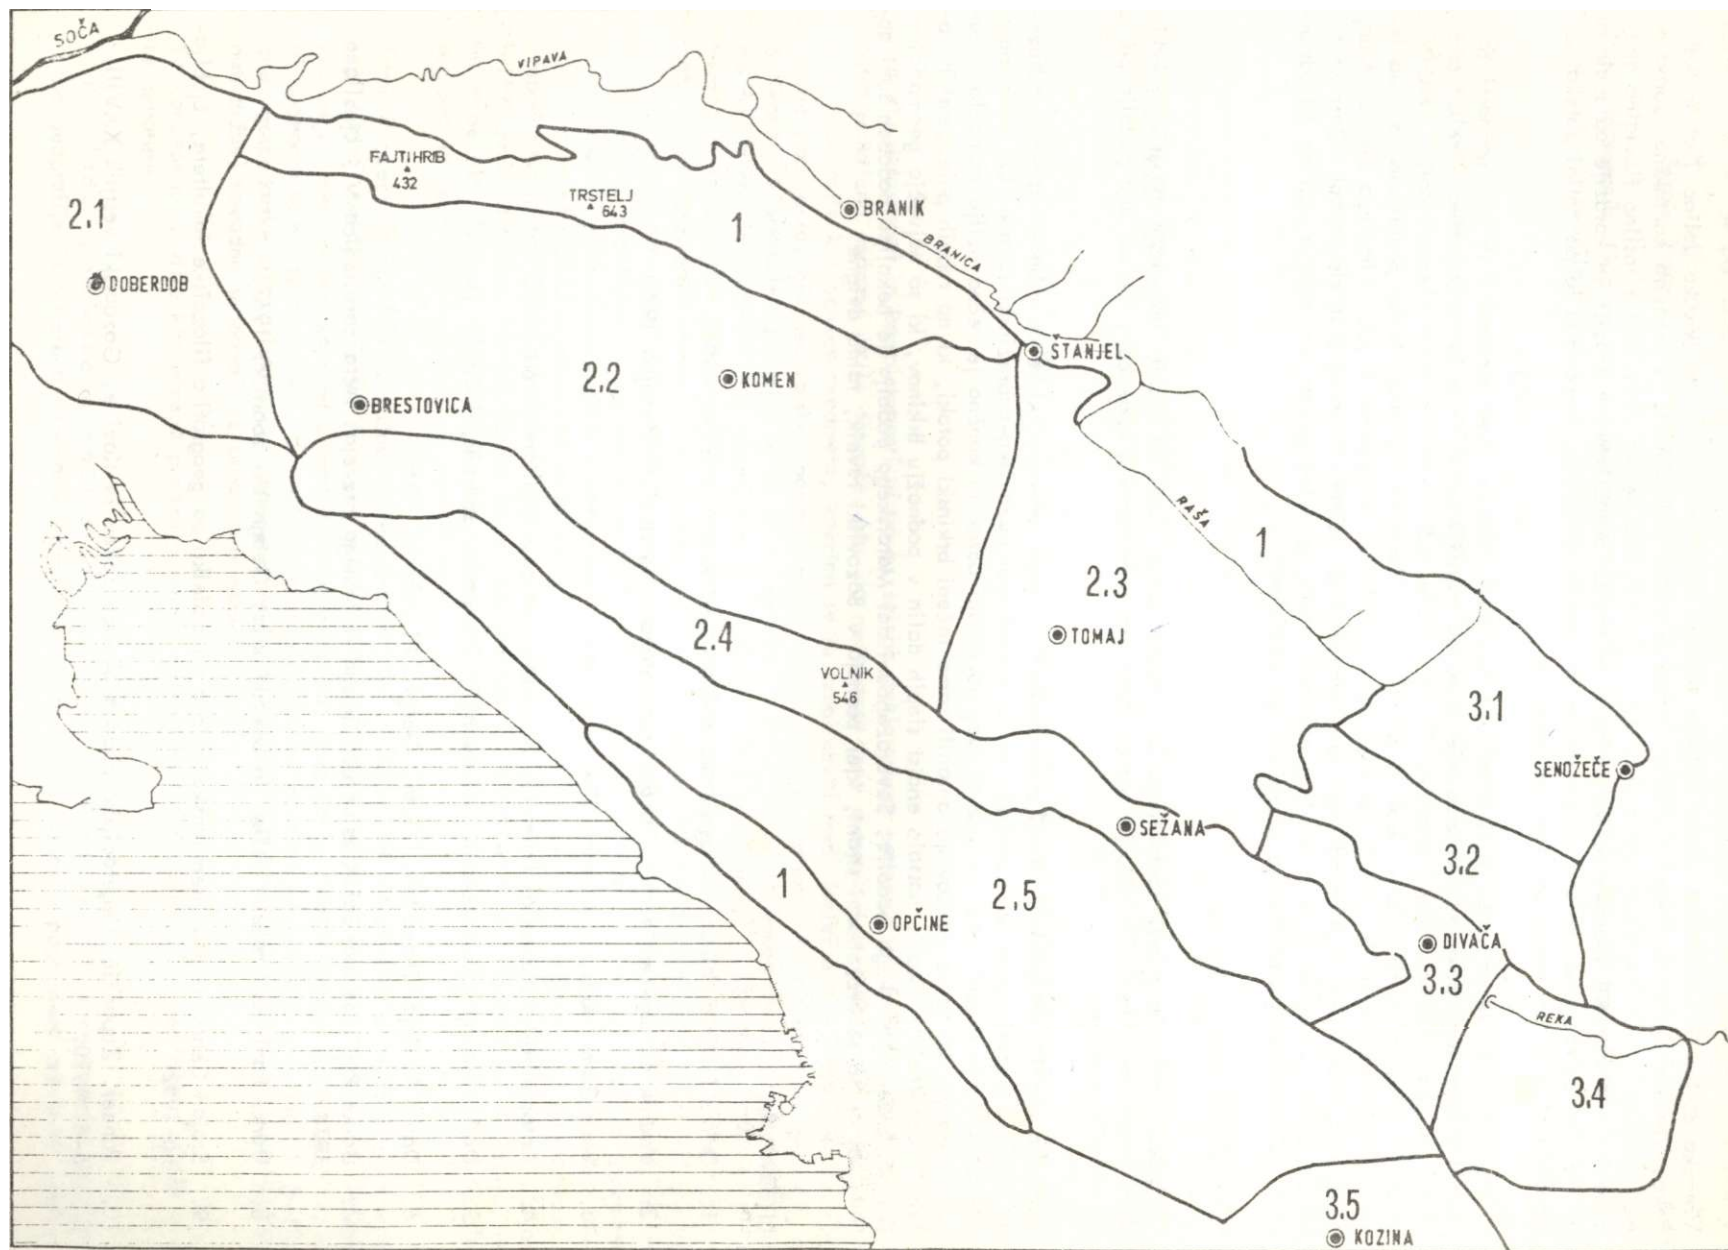 SOČA
VIPAVA
FAJTI HRIB
432
TRSTELJ
643
1
BRANIK
BRANICA
2.1
DOBERDOB
2.2
KOMEN
BRESTOVICA
ŠTANJEL
RAŠA
1
2.3
TOMAJ
2.4
VOLNIK
546
3.1
SENOŽEČE
SEŽANA
3.2
1
2.5
OPČINE
DIVAČA
3.3
REKA
3.4
3.5
KOZINA